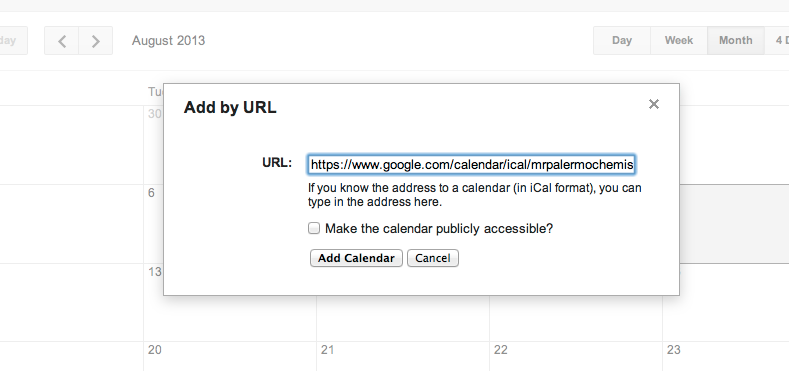 day
August 2013
Day
Week
Month
4 D
Tu
30
Add by URL
URL:
https://www.google.com/calendar/ical/mrpalermochemis
If you know the address to a calendar (in iCal format), you can
type in the address here.
Make the calendar publicly accessible?
Add Calendar
Cancel
6
13
20
21
22
23